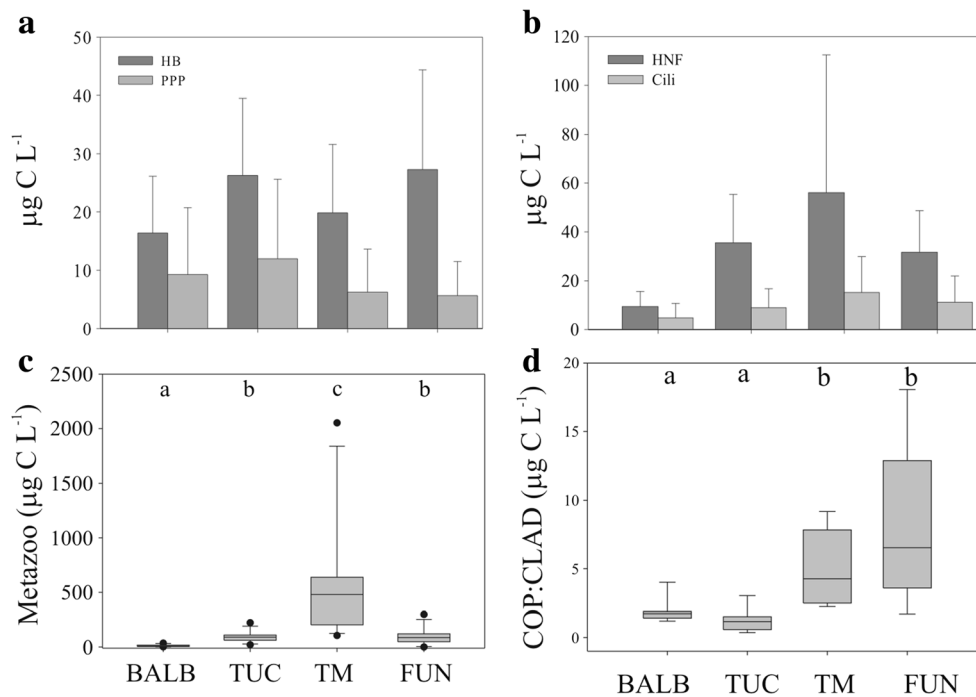 a
50
40
30
20
10
0
µg C L-1
HB
PPP
b
120
100
80
60
40
20
0
µg C L-1
HNF
Cili
c
2500
2000
1500
1000
500
0
Metazoo (µg C L-1)
a b c b
BALB TUC TM FUN
d
20
15
10
5
0
COP:CLAD (µg C L-1)
a a b b
BALB TUC TM FUN